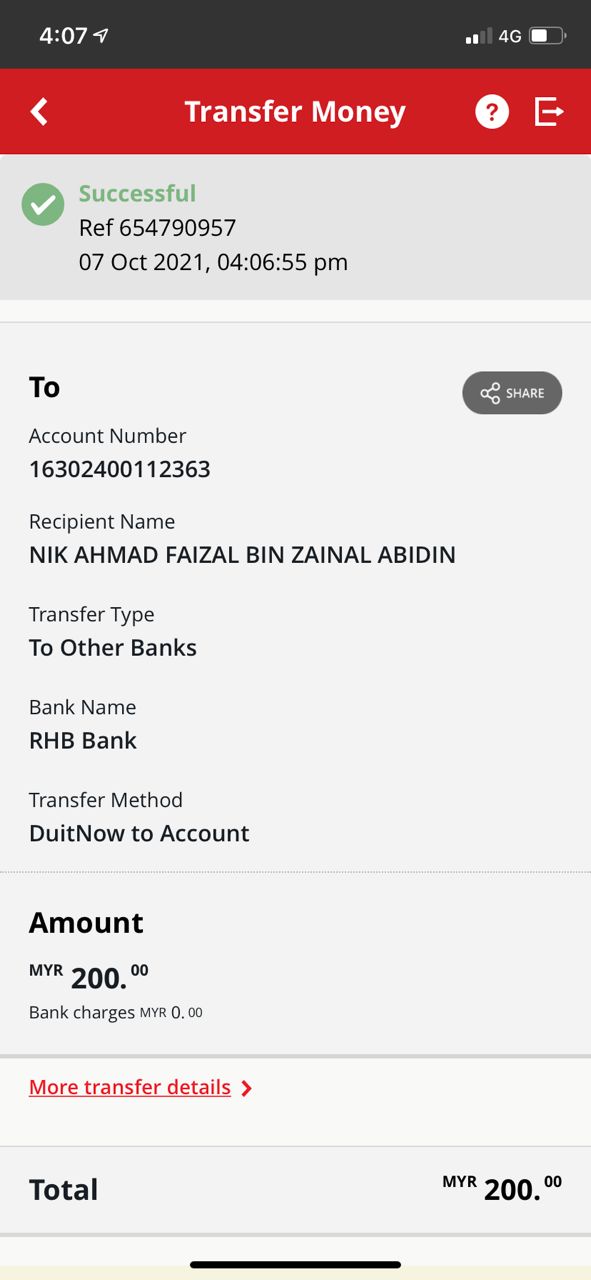 4:07
4G
Transfer Money
?
Successful
Ref 654790957
07 Oct 2021, 04:06:55 pm
To
SHARE
Account Number
16302400112363
Recipient Name
NIK AHMAD FAIZAL BIN ZAINAL ABIDIN
Transfer Type
To Other Banks
Bank Name
RHB Bank
Transfer Method
DuitNow to Account
Amount
MYR 200.00
Bank charges MYR 0.00
More transfer details
Total MYR 200.00